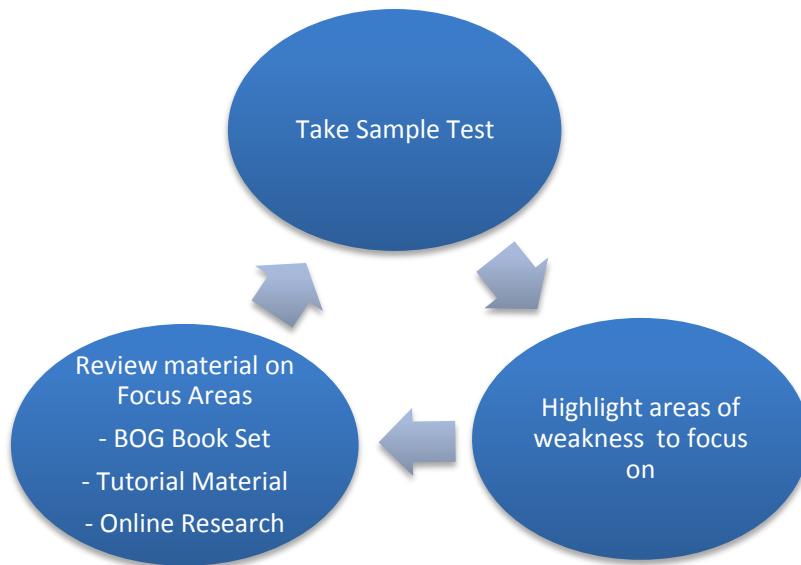 Take Sample Test
Highlight areas of
weakness to focus
on
Review material on
Focus Areas
- BOG Book Set
- Tutorial Material
- Online Research